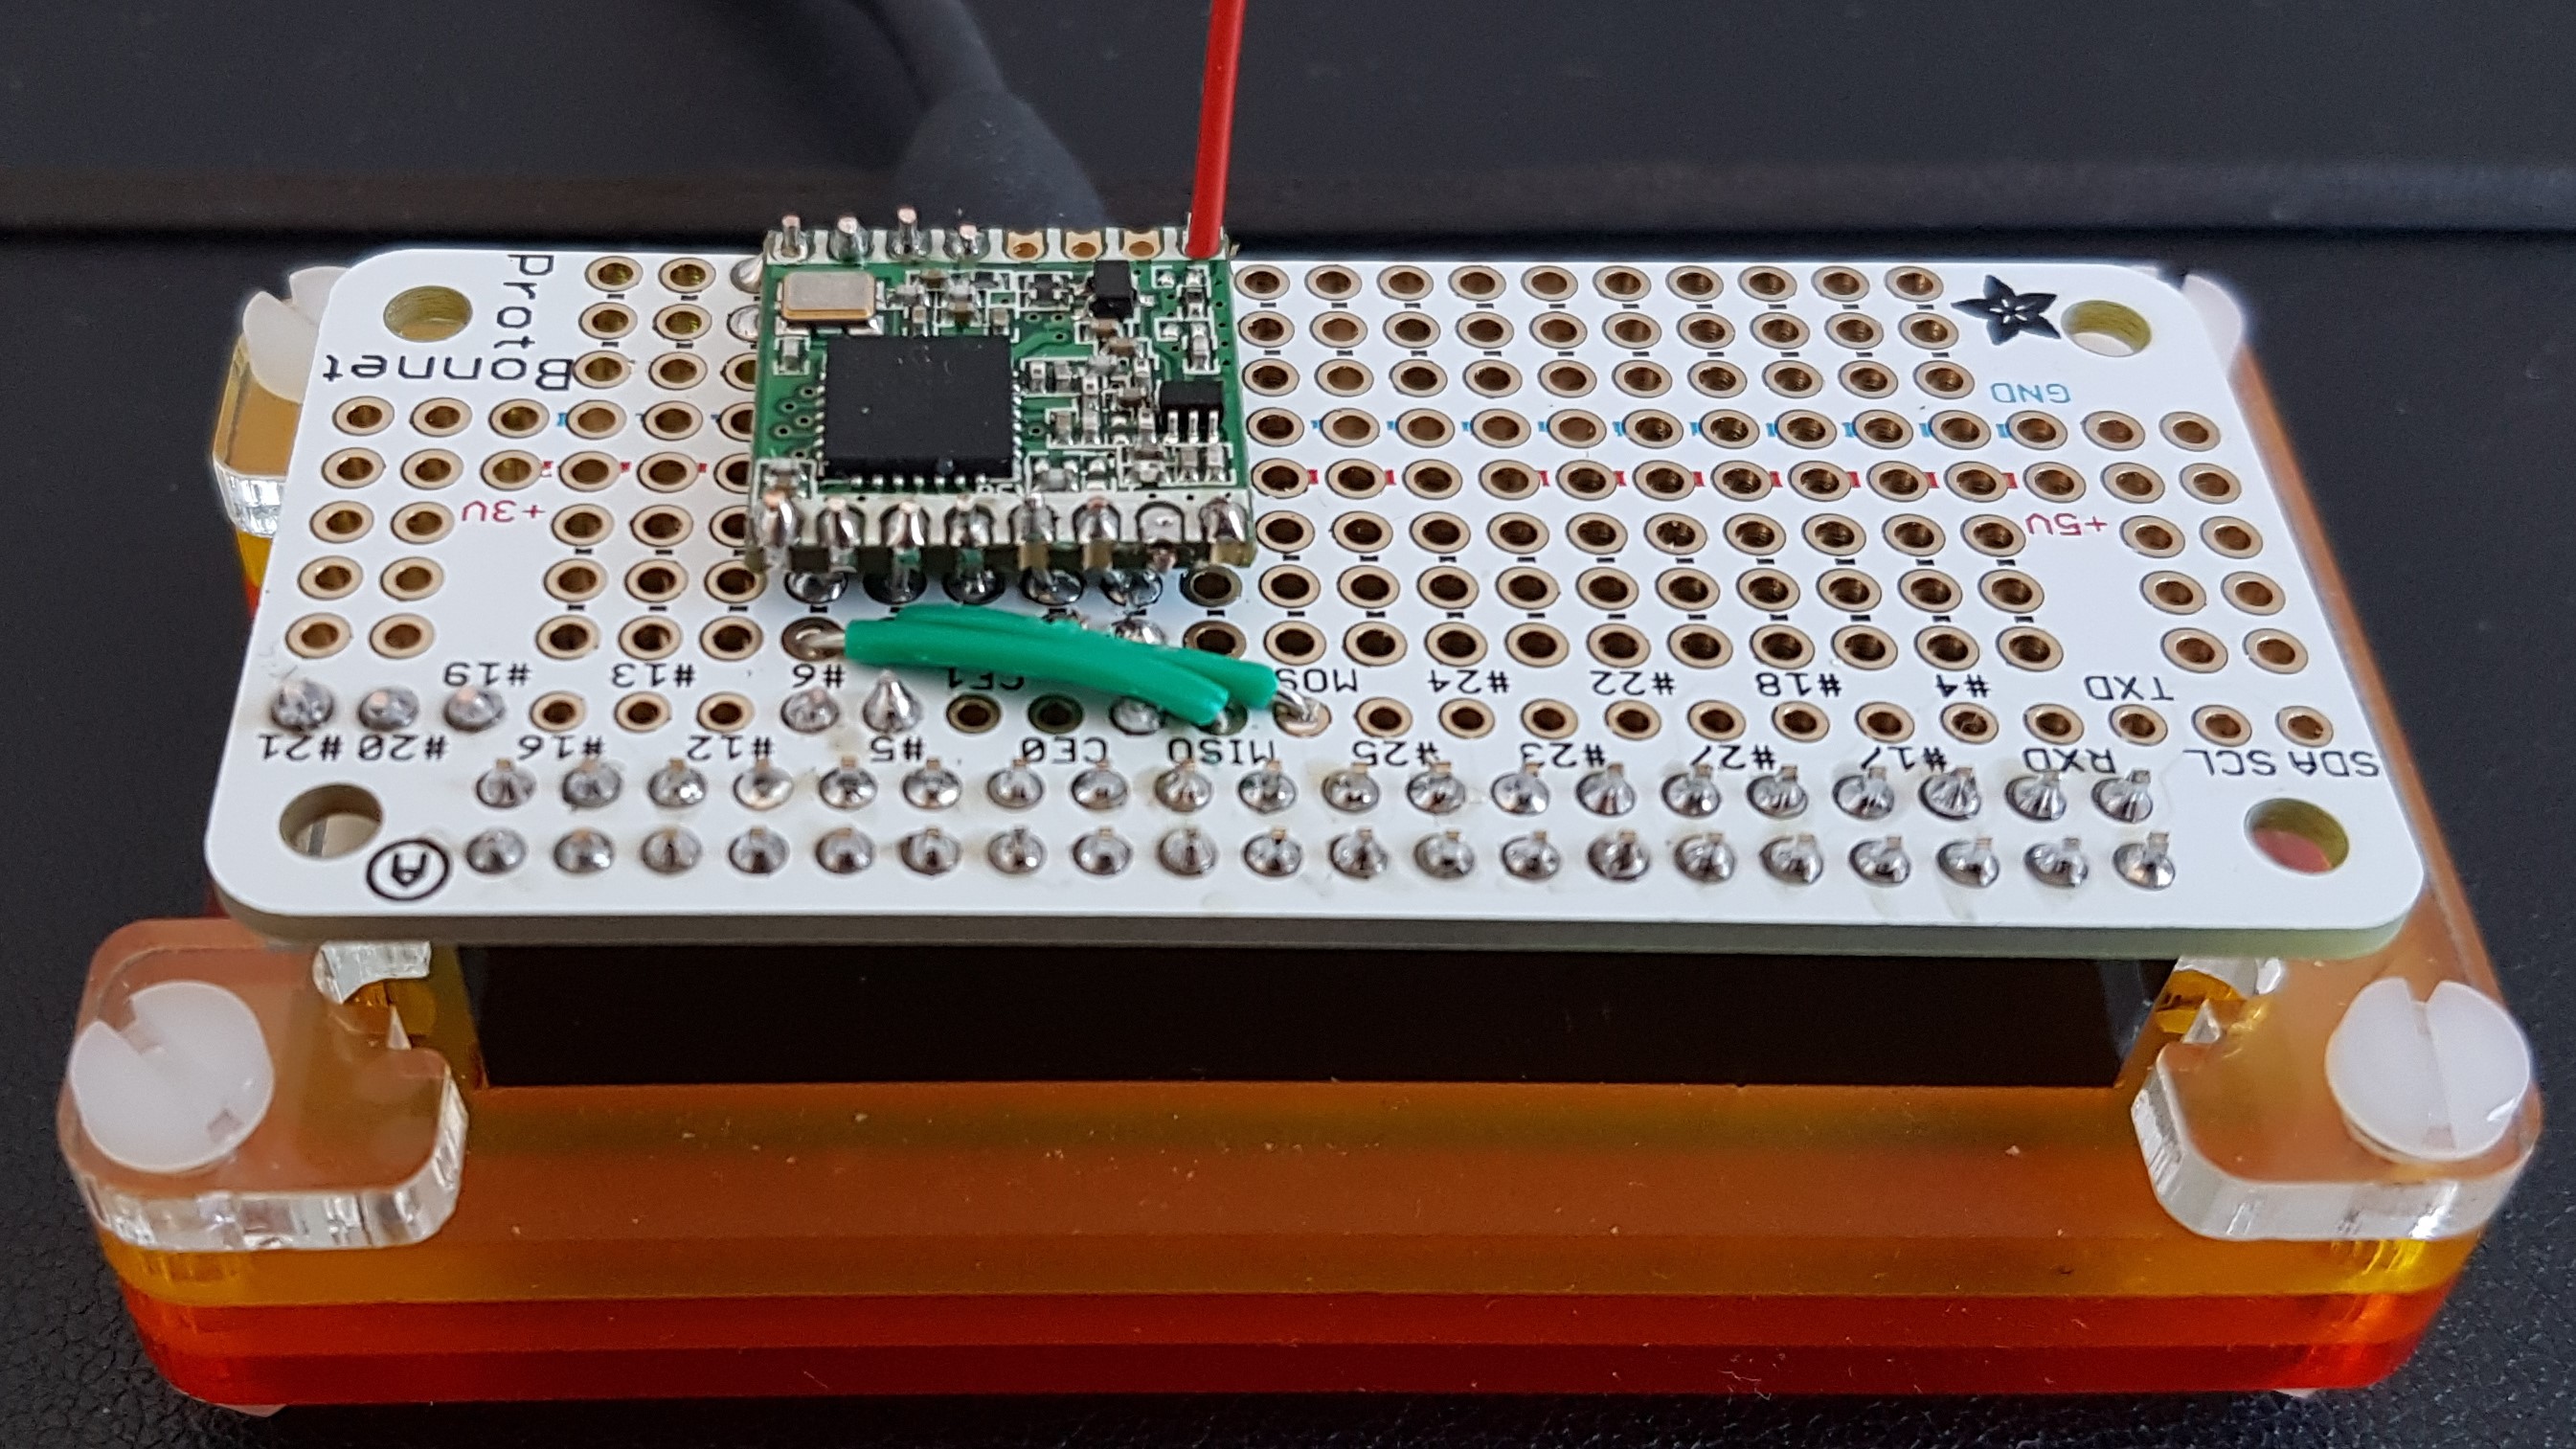 Proto
Bonnet
GND
+3V
+5V
#19
#13
#6
CE1
MOS
#24
#22
#18
#4
TXD
#21
#20
#16
#12
#5
CE0
MISO
#25
#23
#27
#17
RXD
SCL
SDA
A